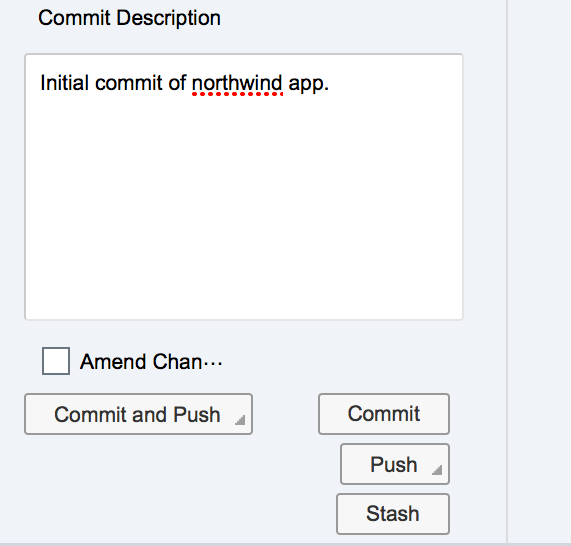 Commit Description
Initial commit of northwind app.
Amend Chan···
Commit and Push
Commit
Push
Stash